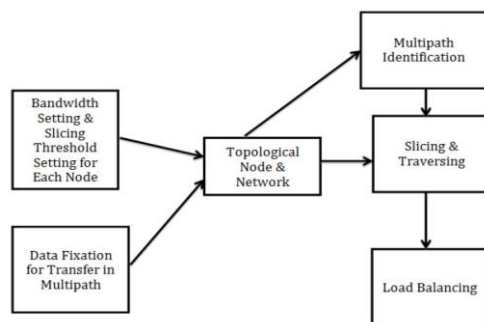 Multipath
Identification
Bandwidth
Setting &
Slicing
Threshold
Setting for
Each Node
Topological
Node &
Network
Slicing &
Traversing
Data Fixation
for Transfer in
Multipath
Load Balancing